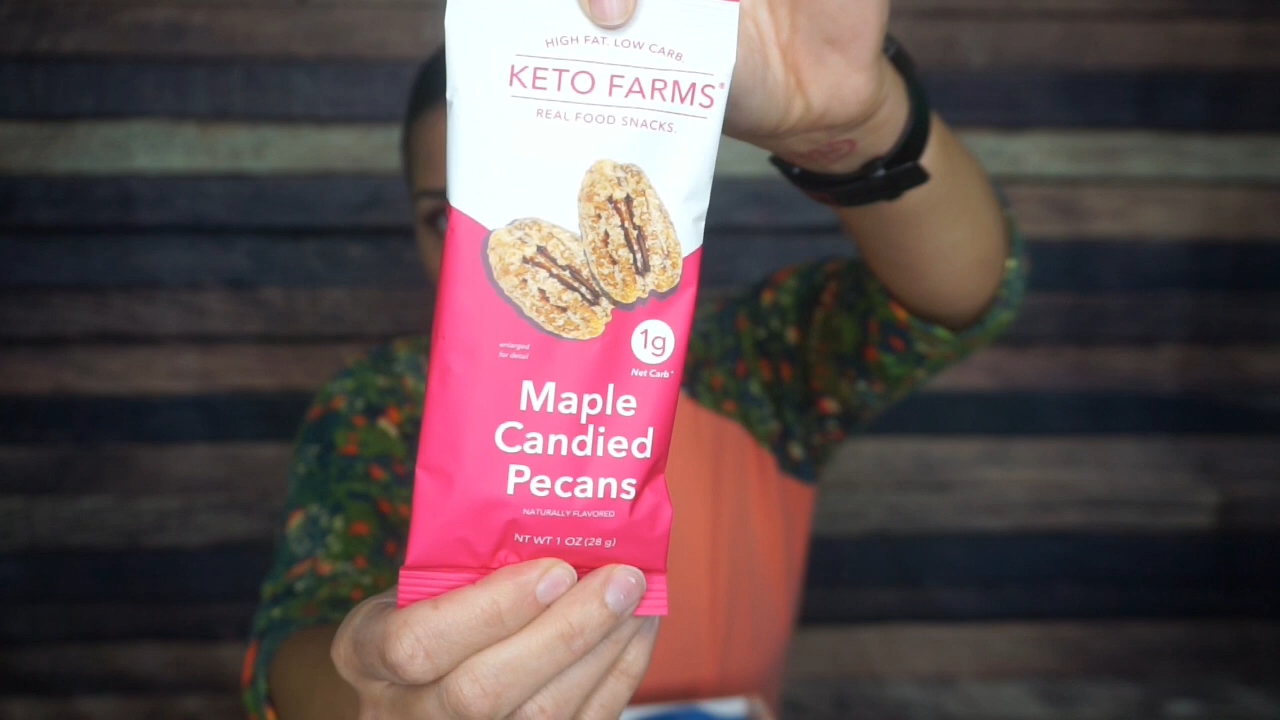 HIGH FAT. LOW CARB.
KETO FARMS®
REAL FOOD SNACKS.
enlarged
for detail
1g
Net Carb*
Maple
Candied
Pecans
NATURALLY FLAVORED
NT WT 1 OZ (28 g)